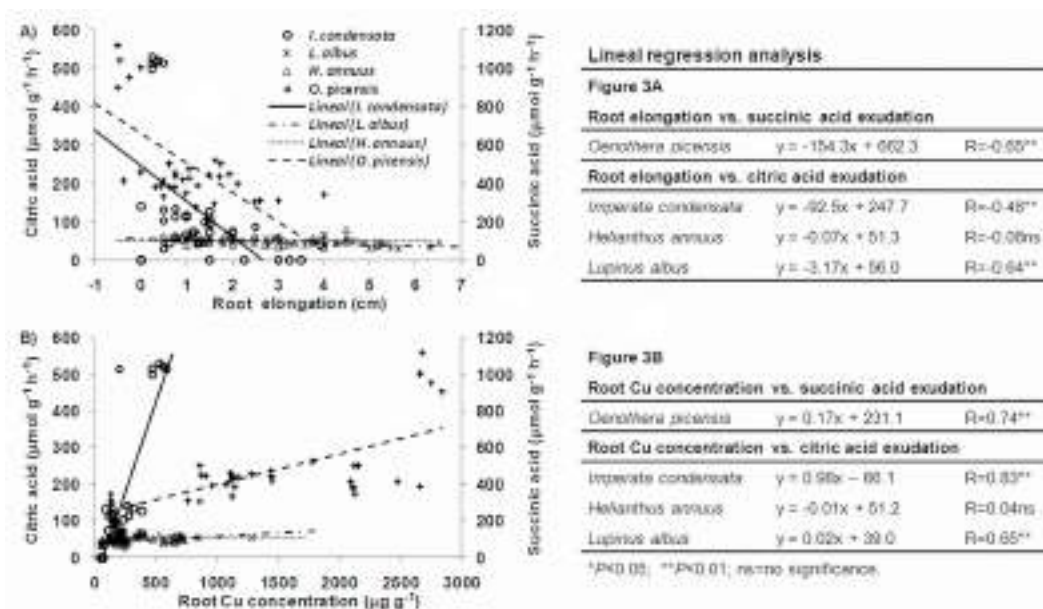 A)
600
500
400
300
200
100
0
Citric acid (µmol g⁻¹ h⁻¹)
1200
1000
800
600
400
200
0
Succinic acid (µmol g⁻¹ h⁻¹)
I. condensata
L. albus
H. annuus
O. picensis
Lineal (I. condensata)
Lineal (L. albus)
Lineal (H. annuus)
Lineal (O. picensis)
-1 0 1 2 3 4 5 6 7
Root elongation (cm)
B)
600
500
400
300
200
100
0
Citric acid (µmol g⁻¹ h⁻¹)
1200
1000
800
600
400
200
0
Succinic acid (µmol g⁻¹ h⁻¹)
0 500 1000 1500 2000 2500 3000
Root Cu concentration (µg g⁻¹)
Lineal regression analysis
Figure 3A
Root elongation vs. succinic acid exudation
Oenothera picensis y = -154.3x + 662.3 R=-0.65**
Root elongation vs. citric acid exudation
Imperata condensata y = -92.5x + 247.7 R=-0.48**
Helianthus annuus y = -0.07x + 51.3 R=-0.08ns
Lupinus albus y = -3.17x + 56.0 R=-0.64**
Figure 3B
Root Cu concentration vs. succinic acid exudation
Oenothera picensis y = 0.17x + 231.1 R=0.74**
Root Cu concentration vs. citric acid exudation
Imperata condensata y = 0.98x – 66.1 R=0.83**
Helianthus annuus y = -0.01x + 51.2 R=0.04ns
Lupinus albus y = 0.02x + 39.0 R=0.65**
*P<0.05; **P<0.01; ns=no significance.